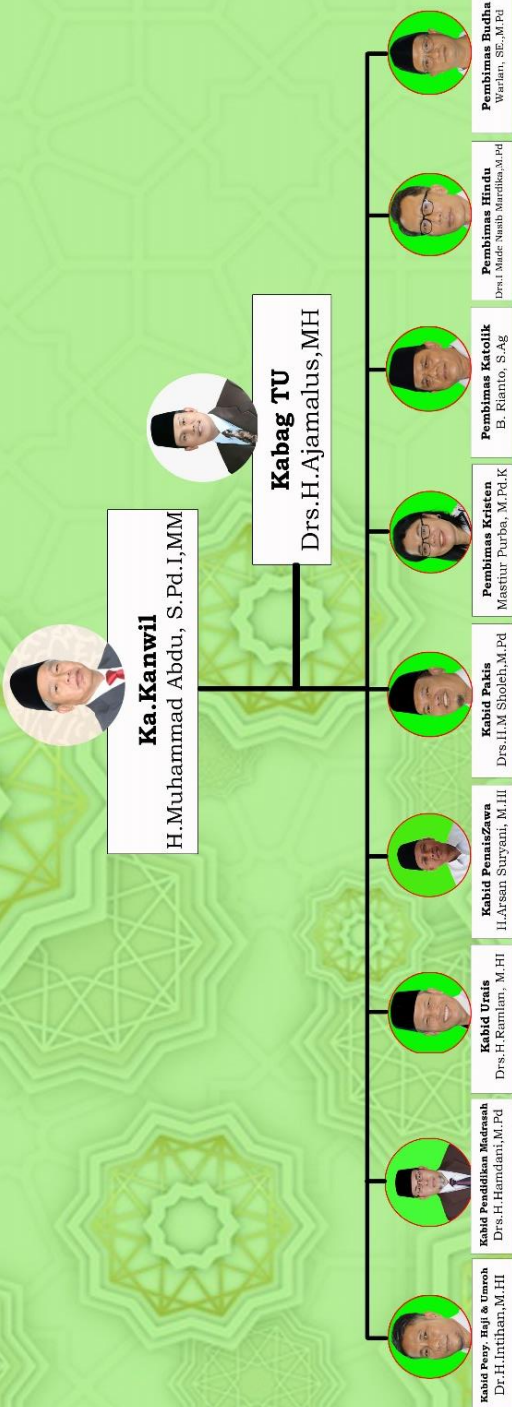 Ka.Kanwil
H.Muhammad Abdu, S.Pd.I,MM
Kabag TU
Drs.H.Ajamalus,MH
Kabid Peny. Haji & Umroh
Dr.H.Intihan,M.HI
Kabid Pendidikan Madrasah
Drs.H.Hamdani,M.Pd
Kabid Urais
Drs.H.Ramlan, M.HI
Kabid PenaisZawa
H.Arsan Suryani, M.HI
Kabid Pakis
Drs.H.M Sholeh,M.Pd
Pembimas Kristen
Mastiur Purba, M.Pd.K
Pembimas Katolik
B. Rianto, S.Ag
Pembimas Hindu
Drs.I Made Nasib Mardika,M.Pd
Pembimas Budha
Warlan, SE.,M.Pd